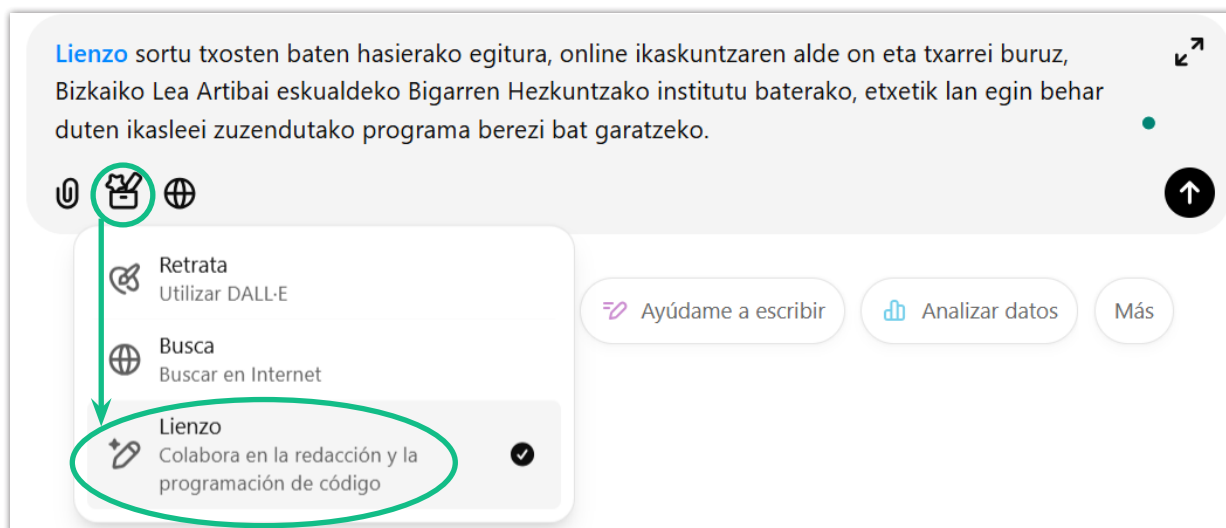 Lienzo sortu txosten baten hasierako egitura, online ikaskuntzaren alde on eta txarrei buruz,
Bizkaiko Lea Artibai eskualdeko Bigarren Hezkuntzako institutu baterako, etxetik lan egin behar
duten ikasleei zuzendutako programa berezi bat garatzeko.
Retrata
Utilizar DALL·E
Busca
Buscar en Internet
Lienzo
Colabora en la redacción y la
programación de código
Ayúdame a escribir
Analizar datos
Más